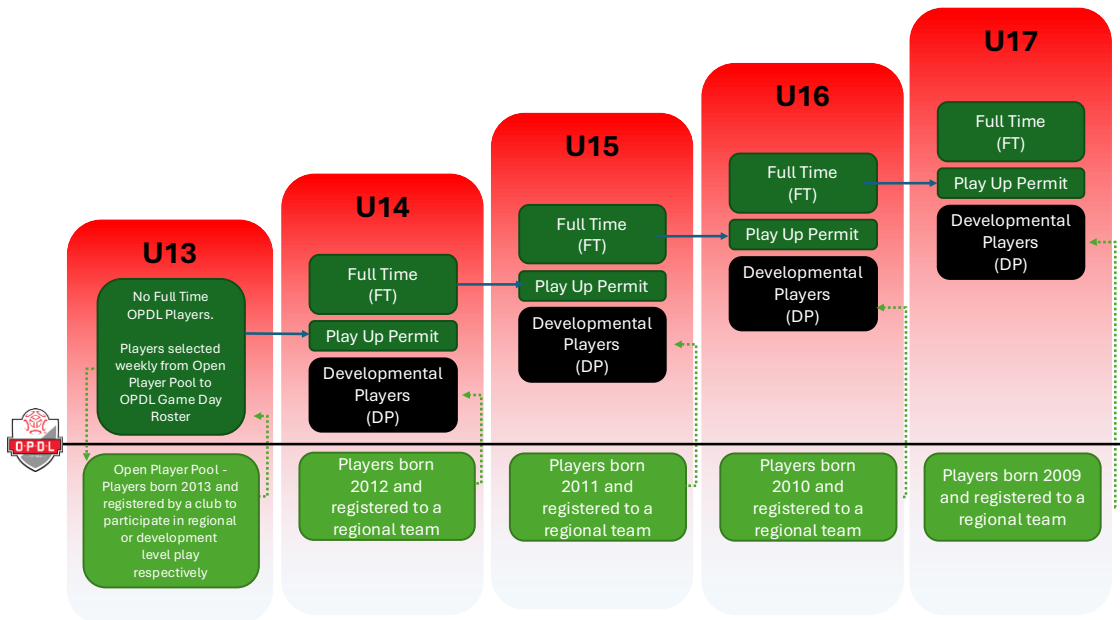 U13
No Full Time
OPDL Players.
Players selected
weekly from Open
Player Pool to
OPDL Game Day
Roster
Open Player Pool -
Players born 2013 and
registered by a club to
participate in regional
or development
level play
respectively
U14
Full Time
(FT)
Play Up Permit
Developmental
Players
(DP)
Players born
2012 and
registered to a
regional team
U15
Full Time
(FT)
Play Up Permit
Developmental
Players
(DP)
Players born
2011 and
registered to a
regional team
U16
Full Time
(FT)
Play Up Permit
Developmental
Players
(DP)
Players born
2010 and
registered to a
regional team
U17
Full Time
(FT)
Play Up Permit
Developmental
Players
(DP)
Players born 2009
and registered to a
regional team
O·P·D·L